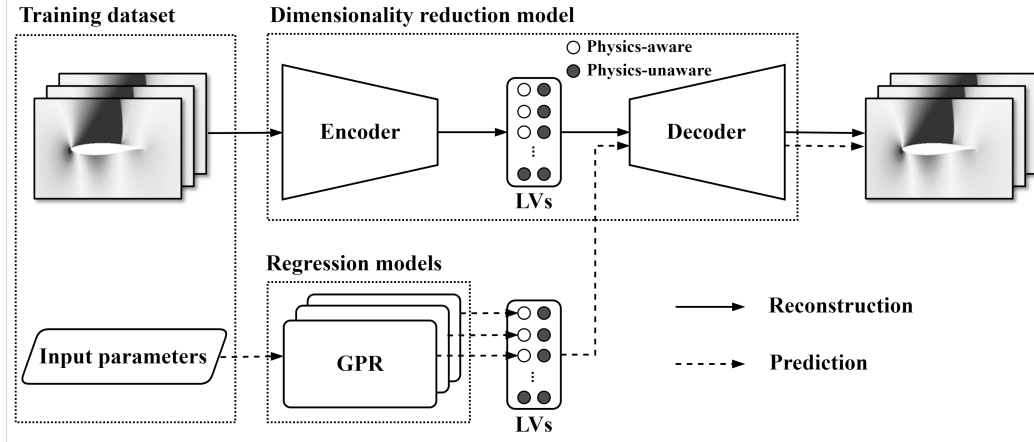 Training dataset
Dimensionality reduction model
Physics-aware
Physics-unaware
Encoder
Decoder
LVs
Regression models
Input parameters
GPR
LVs
Reconstruction
Prediction